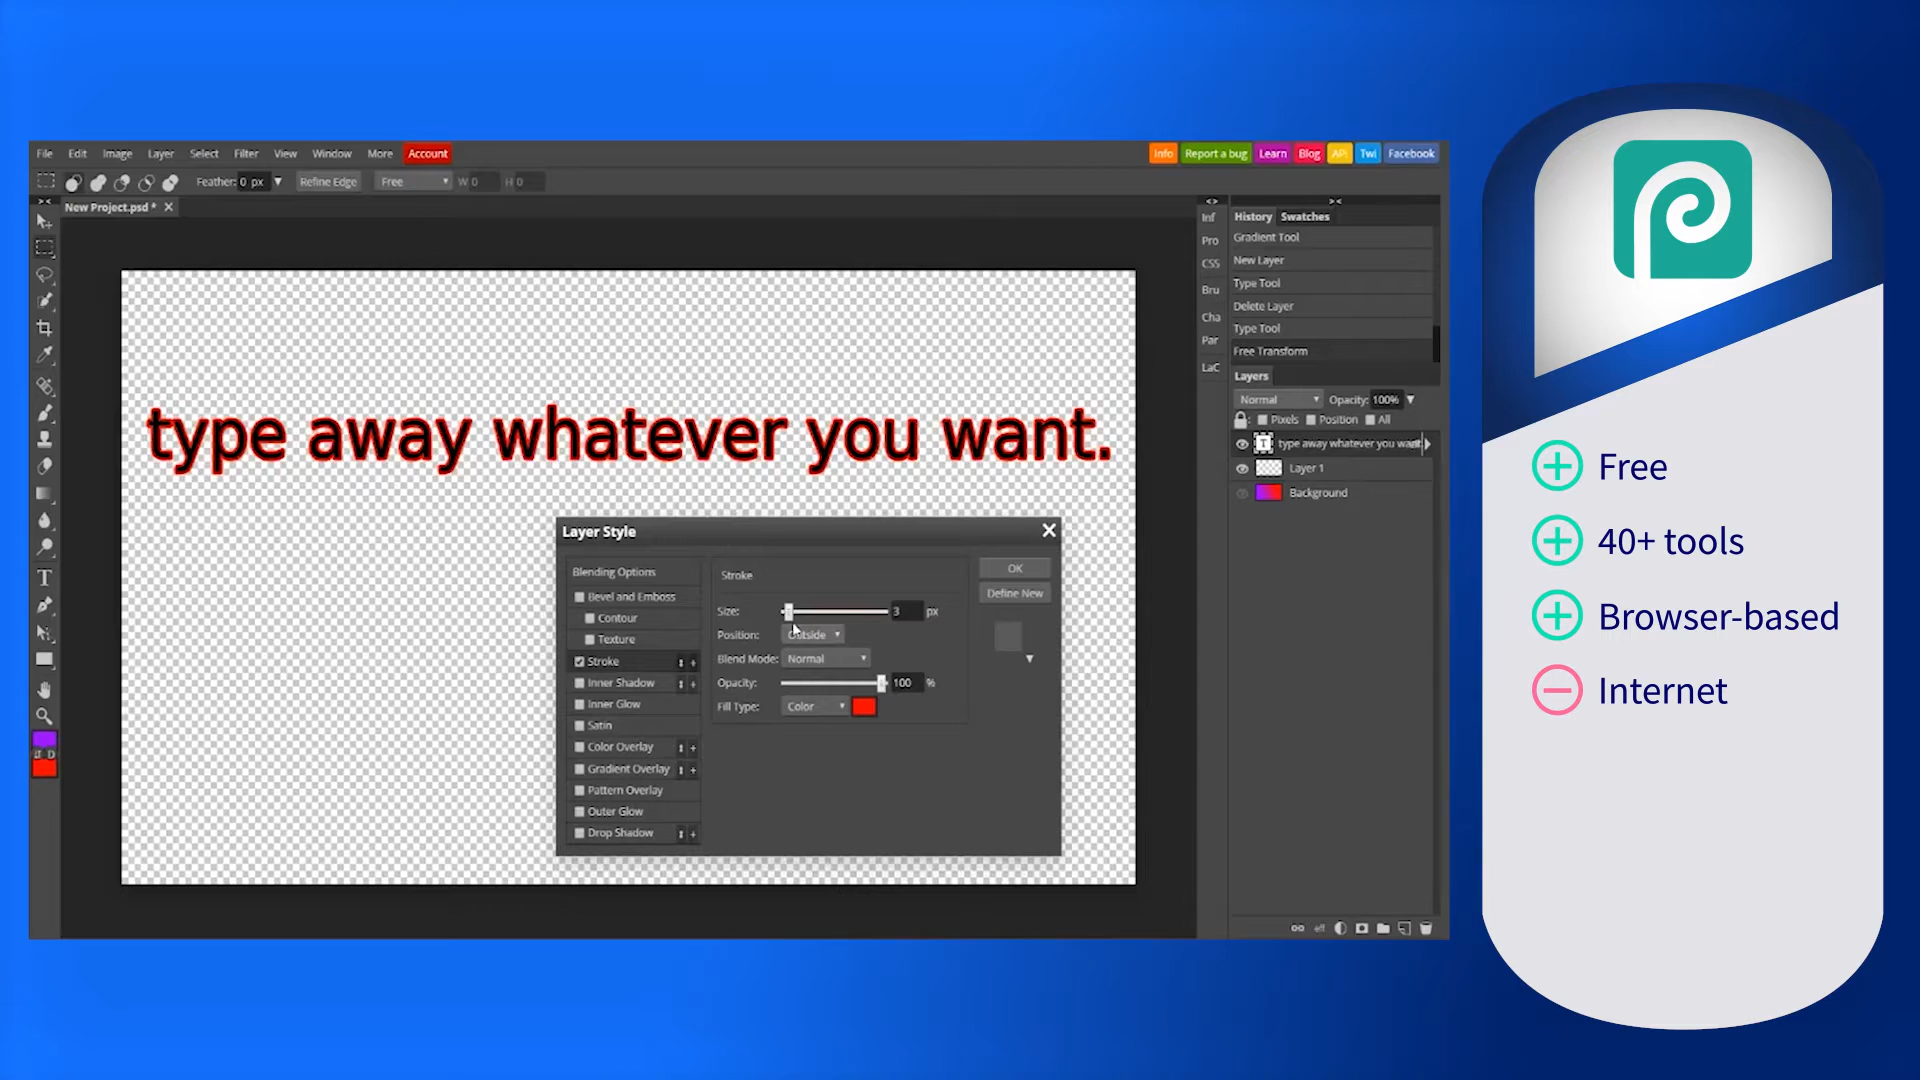 File Edit Image Layer Select Filter View Window More Account
Info Report a bug Learn Blog API Twi Facebook
Feather: 0 px Refine Edge Free W: 0 H: 0
New Project.psd *
Inf
Pro
CSS
Bru
Cha
Par
LaC
History Swatches
Gradient Tool
New Layer
Type Tool
Delete Layer
Type Tool
Free Transform
Layers
Normal Opacity: 100%
Pixels Position All
type away whatever you want.
Layer 1
Background
type away whatever you want.
Layer Style
Blending Options
Bevel and Emboss
Contour
Texture
Stroke
Inner Shadow
Inner Glow
Satin
Color Overlay
Gradient Overlay
Pattern Overlay
Outer Glow
Drop Shadow
Stroke
Size: 3 px
Position: Outside
Blend Mode: Normal
Opacity: 100 %
Fill Type: Color
OK
Define New
T
D
eff
Free
40+ tools
Browser-based
Internet